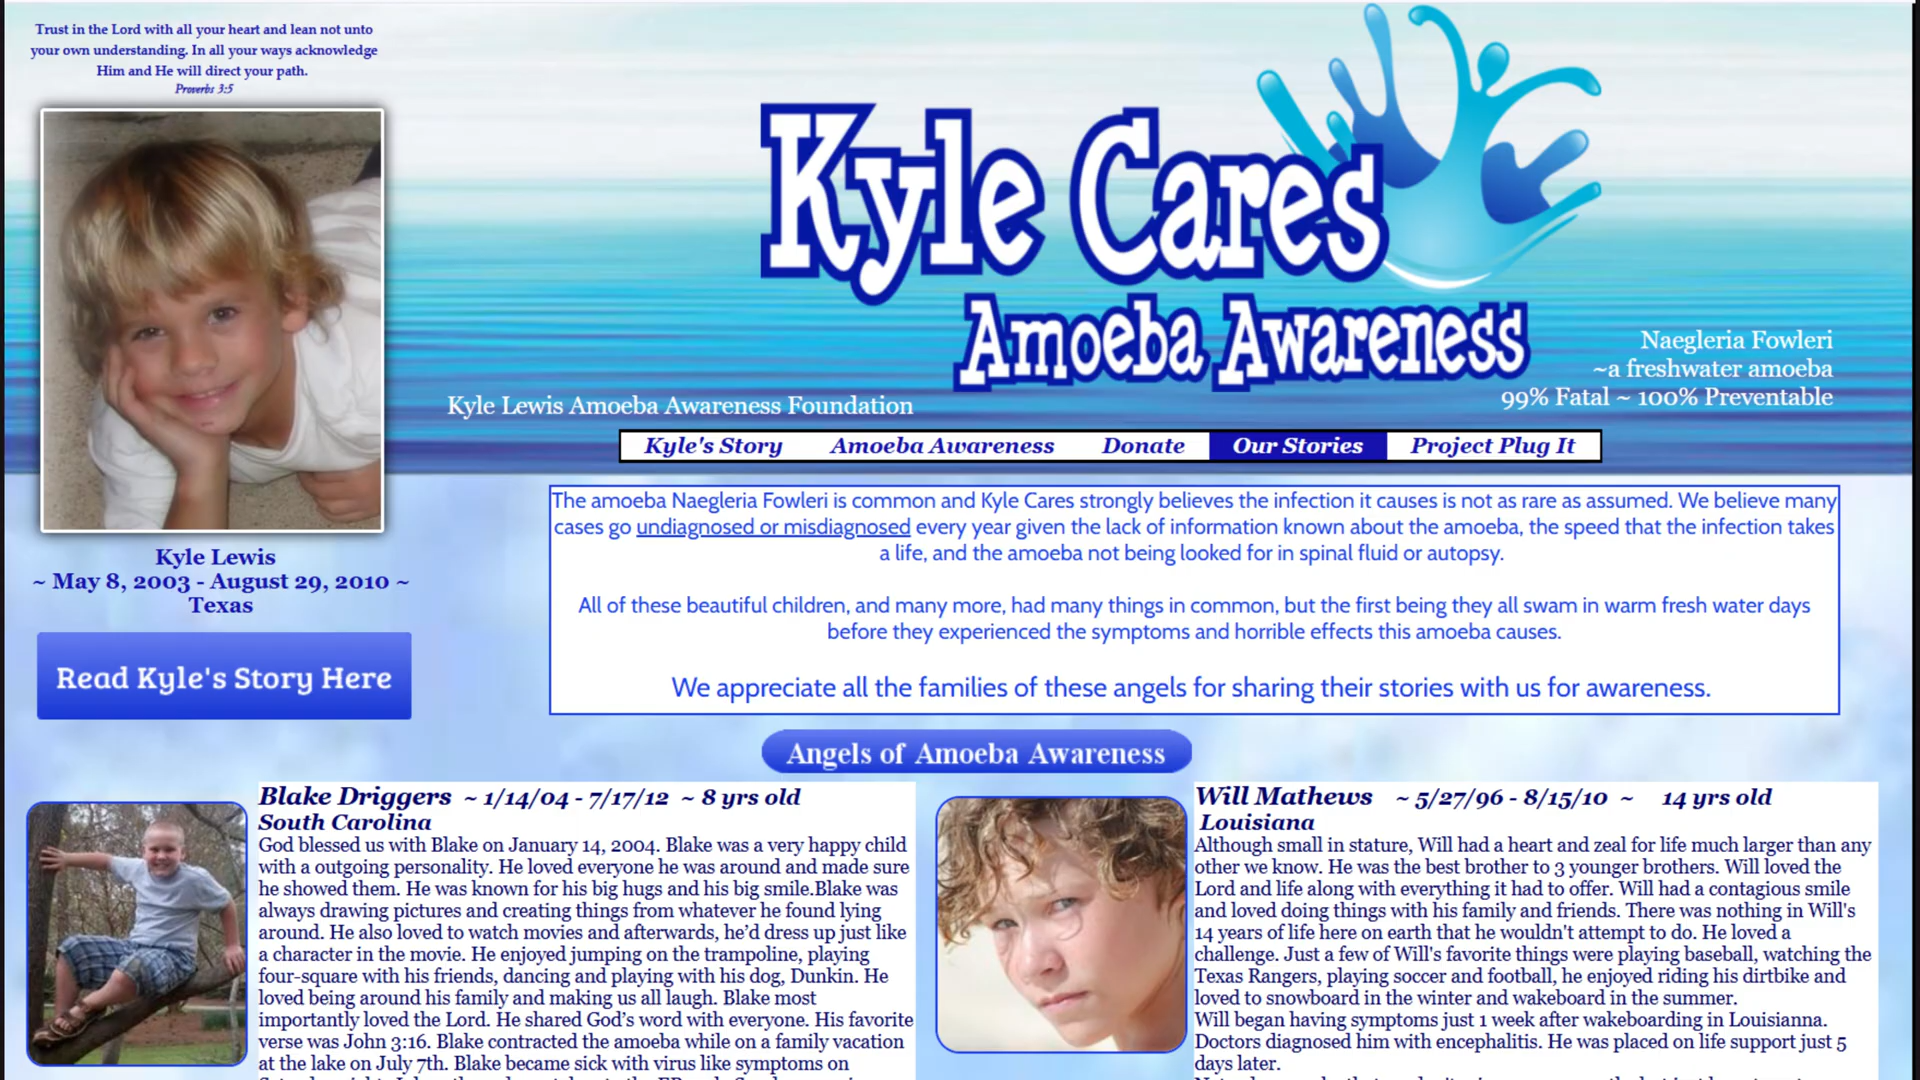 Trust in the Lord with all your heart and lean not unto
your own understanding. In all your ways acknowledge
Him and He will direct your path.
Proverbs 3:5
Kyle Cares
Amoeba Awareness
Naegleria Fowleri
~a freshwater amoeba
99% Fatal ~ 100% Preventable
Kyle Lewis Amoeba Awareness Foundation
Kyle's Story Amoeba Awareness Donate Our Stories Project Plug It
The amoeba Naegleria Fowleri is common and Kyle Cares strongly believes the infection it causes is not as rare as assumed. We believe many
cases go undiagnosed or misdiagnosed every year given the lack of information known about the amoeba, the speed that the infection takes
a life, and the amoeba not being looked for in spinal fluid or autopsy.
All of these beautiful children, and many more, had many things in common, but the first being they all swam in warm fresh water days
before they experienced the symptoms and horrible effects this amoeba causes.
We appreciate all the families of these angels for sharing their stories with us for awareness.
Kyle Lewis
~ May 8, 2003 - August 29, 2010 ~
Texas
Read Kyle's Story Here
Angels of Amoeba Awareness
Blake Driggers ~ 1/14/04 - 7/17/12 ~ 8 yrs old
South Carolina
God blessed us with Blake on January 14, 2004. Blake was a very happy child
with a outgoing personality. He loved everyone he was around and made sure
he showed them. He was known for his big hugs and his big smile.Blake was
always drawing pictures and creating things from whatever he found lying
around. He also loved to watch movies and afterwards, he’d dress up just like
a character in the movie. He enjoyed jumping on the trampoline, playing
four-square with his friends, dancing and playing with his dog, Dunkin. He
loved being around his family and making us all laugh. Blake most
importantly loved the Lord. He shared God’s word with everyone. His favorite
verse was John 3:16. Blake contracted the amoeba while on a family vacation
at the lake on July 7th. Blake became sick with virus like symptoms on
Will Mathews ~ 5/27/96 - 8/15/10 ~ 14 yrs old
Louisiana
Although small in stature, Will had a heart and zeal for life much larger than any
other we know. He was the best brother to 3 younger brothers. Will loved the
Lord and life along with everything it had to offer. Will had a contagious smile
and loved doing things with his family and friends. There was nothing in Will's
14 years of life here on earth that he wouldn't attempt to do. He loved a
challenge. Just a few of Will's favorite things were playing baseball, watching the
Texas Rangers, playing soccer and football, he enjoyed riding his dirtbike and
loved to snowboard in the winter and wakeboard in the summer.
Will began having symptoms just 1 week after wakeboarding in Louisianna.
Doctors diagnosed him with encephalitis. He was placed on life support just 5
days later.